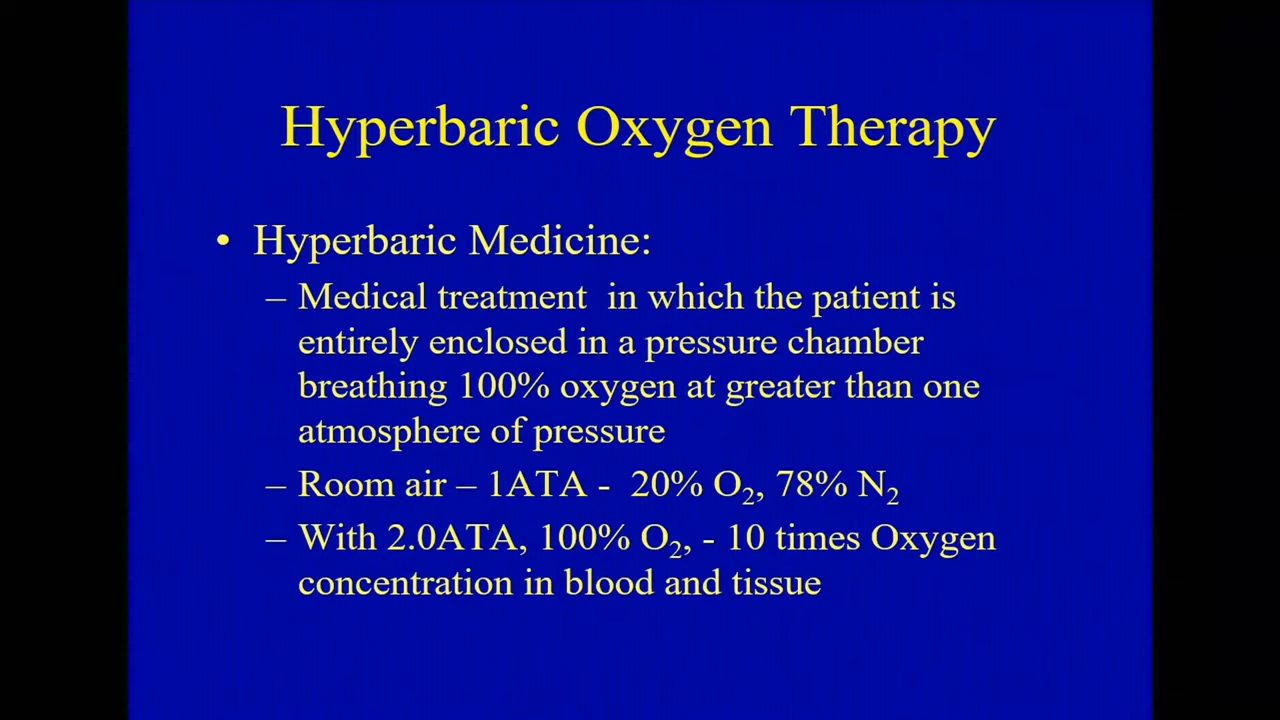 Hyperbaric Oxygen Therapy
• Hyperbaric Medicine:
– Medical treatment in which the patient is
entirely enclosed in a pressure chamber
breathing 100% oxygen at greater than one
atmosphere of pressure
– Room air – 1ATA - 20% O₂, 78% N₂
– With 2.0ATA, 100% O₂, - 10 times Oxygen
concentration in blood and tissue